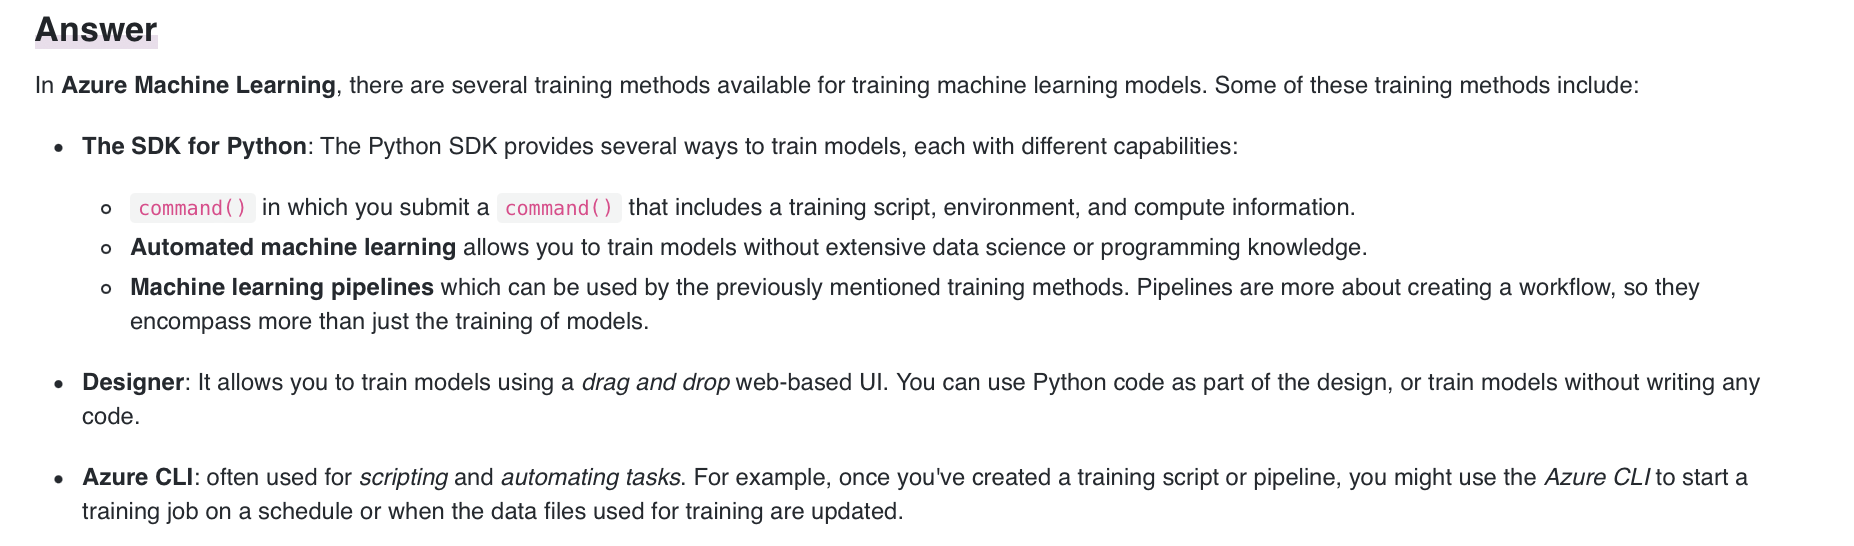 Answer
In Azure Machine Learning, there are several training methods available for training machine learning models. Some of these training methods include:
• The SDK for Python: The Python SDK provides several ways to train models, each with different capabilities:
○ command() in which you submit a command() that includes a training script, environment, and compute information.
○ Automated machine learning allows you to train models without extensive data science or programming knowledge.
○ Machine learning pipelines which can be used by the previously mentioned training methods. Pipelines are more about creating a workflow, so they
encompass more than just the training of models.
• Designer: It allows you to train models using a drag and drop web-based UI. You can use Python code as part of the design, or train models without writing any
code.
• Azure CLI: often used for scripting and automating tasks. For example, once you've created a training script or pipeline, you might use the Azure CLI to start a
training job on a schedule or when the data files used for training are updated.